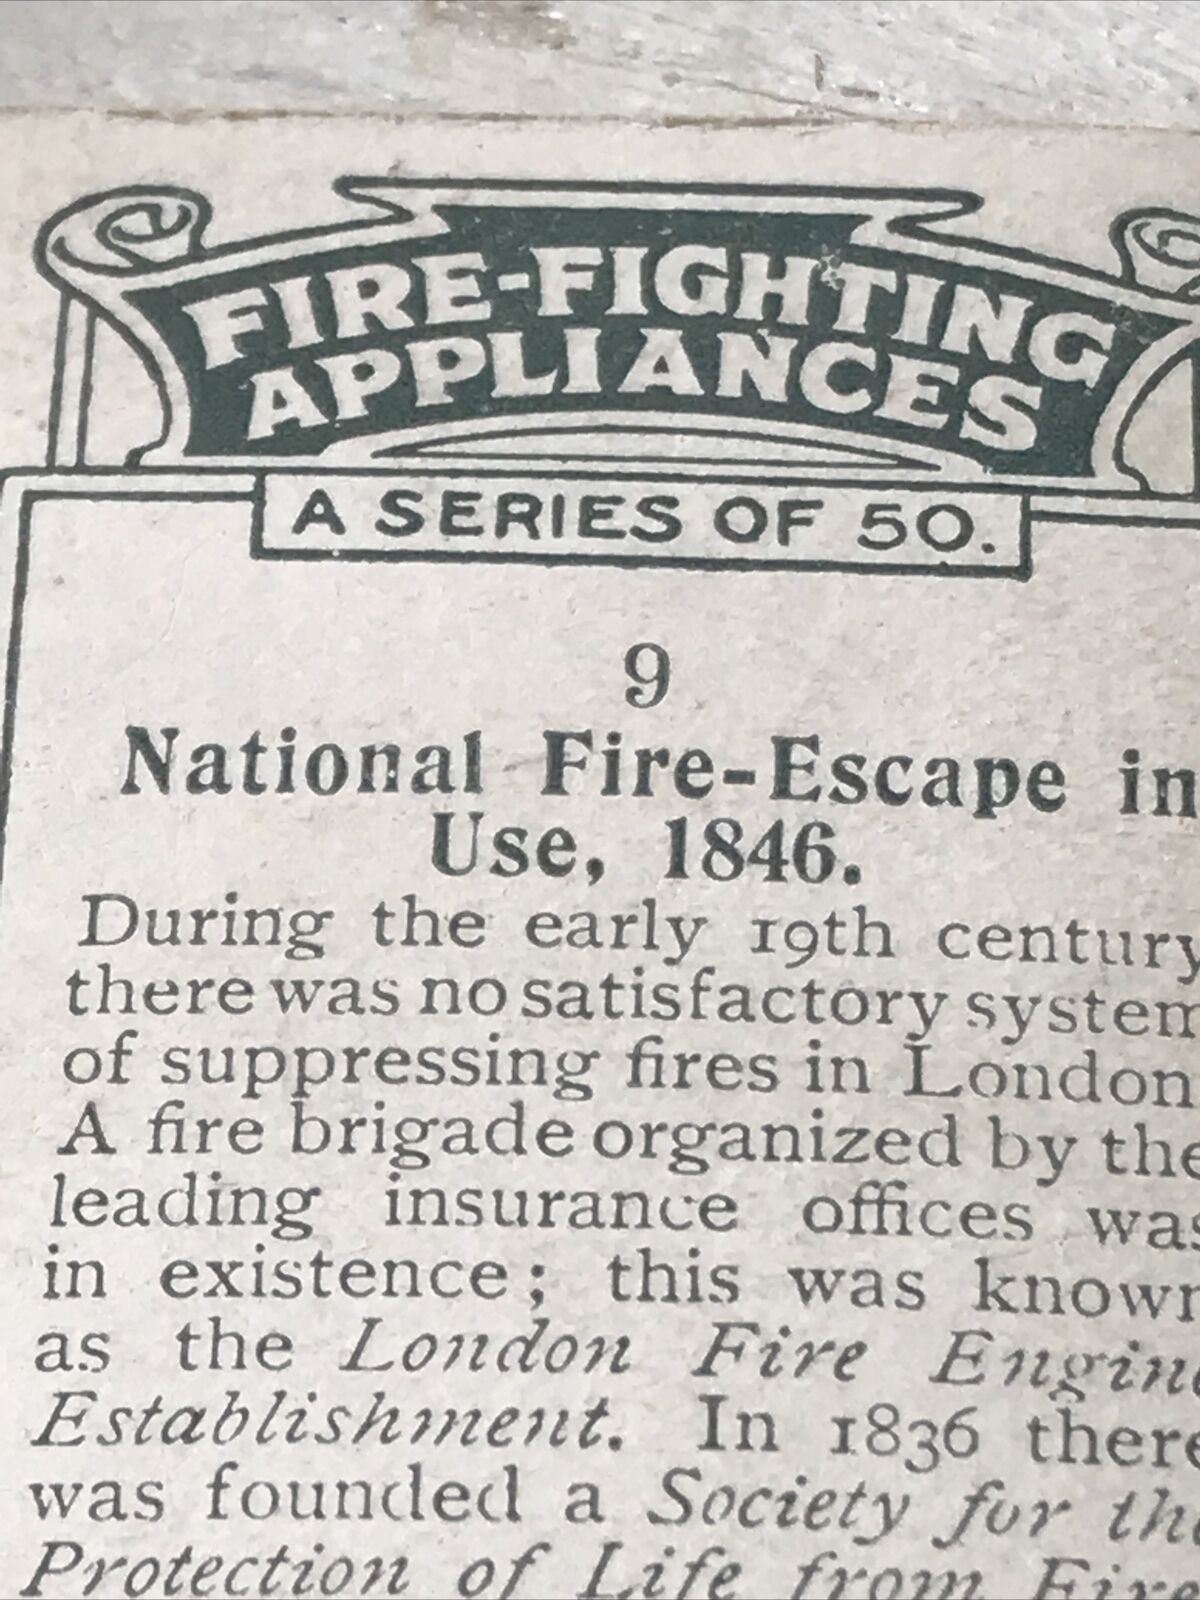 FIRE-FIGHTING
APPLIANCES
A SERIES OF 50.
9
National Fire-Escape in
Use, 1846.
During the early 19th century
there was no satisfactory system
of suppressing fires in London.
A fire brigade organized by the
leading insurance offices was
in existence; this was known
as the London Fire Engine
Establishment. In 1836 there
was founded a Society for the
Protection of Life from Fire